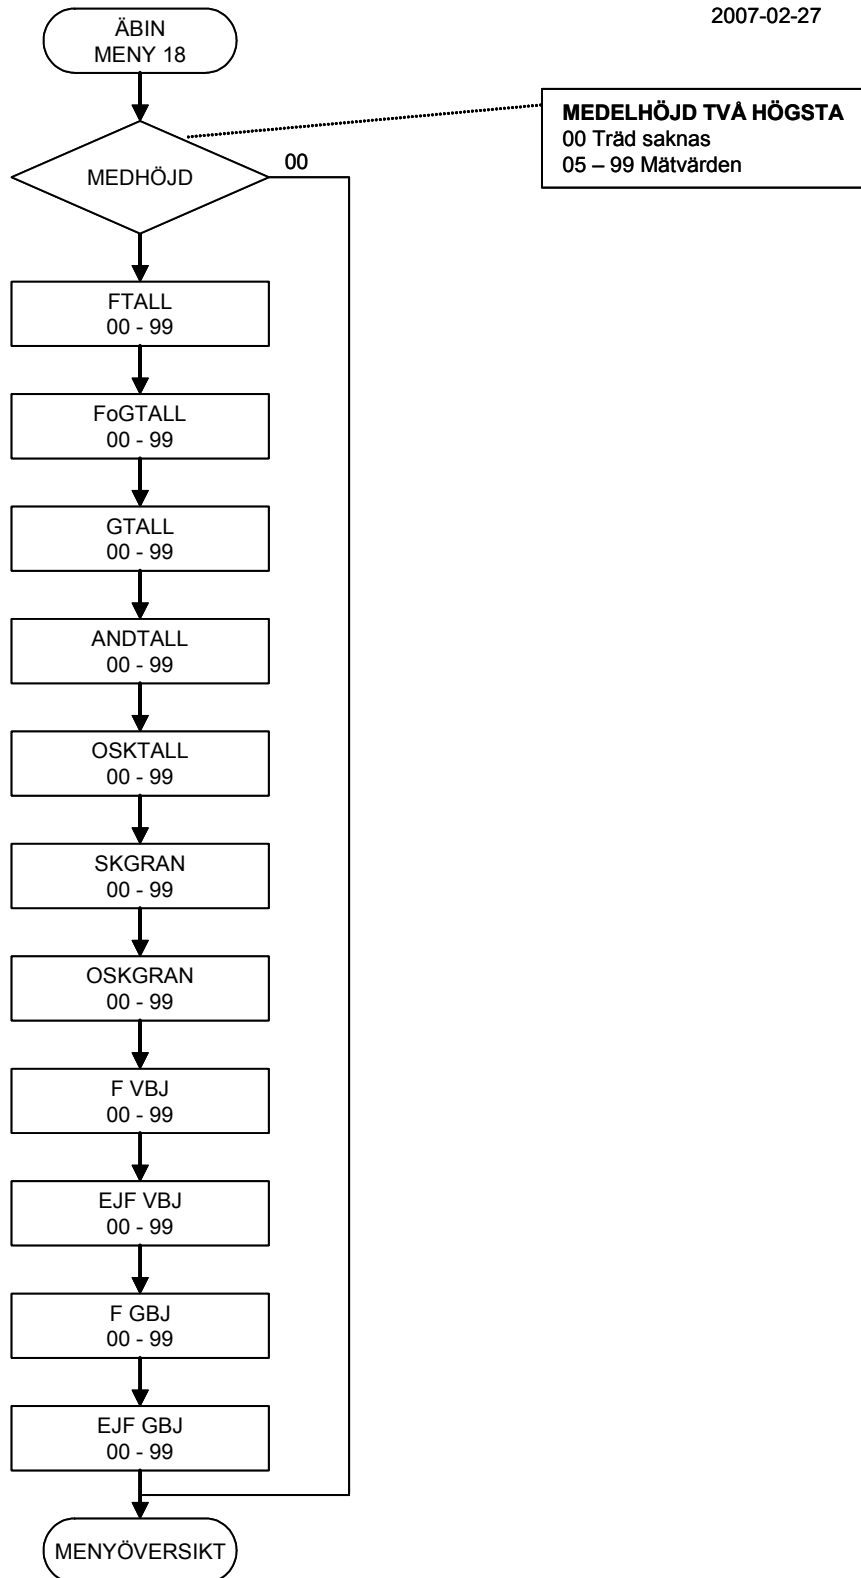 2007-02-27
ÄBIN
MENY 18
MEDELHÖJD TVÅ HÖGSTA
00 Träd saknas
05 – 99 Mätvärden
MEDHÖJD
00
FTALL
00 - 99
FoGTALL
00 - 99
GTALL
00 - 99
ANDTALL
00 - 99
OSKTALL
00 - 99
SKGRAN
00 - 99
OSKGRAN
00 - 99
F VBJ
00 - 99
EJF VBJ
00 - 99
F GBJ
00 - 99
EJF GBJ
00 - 99
MENYÖVERSIKT